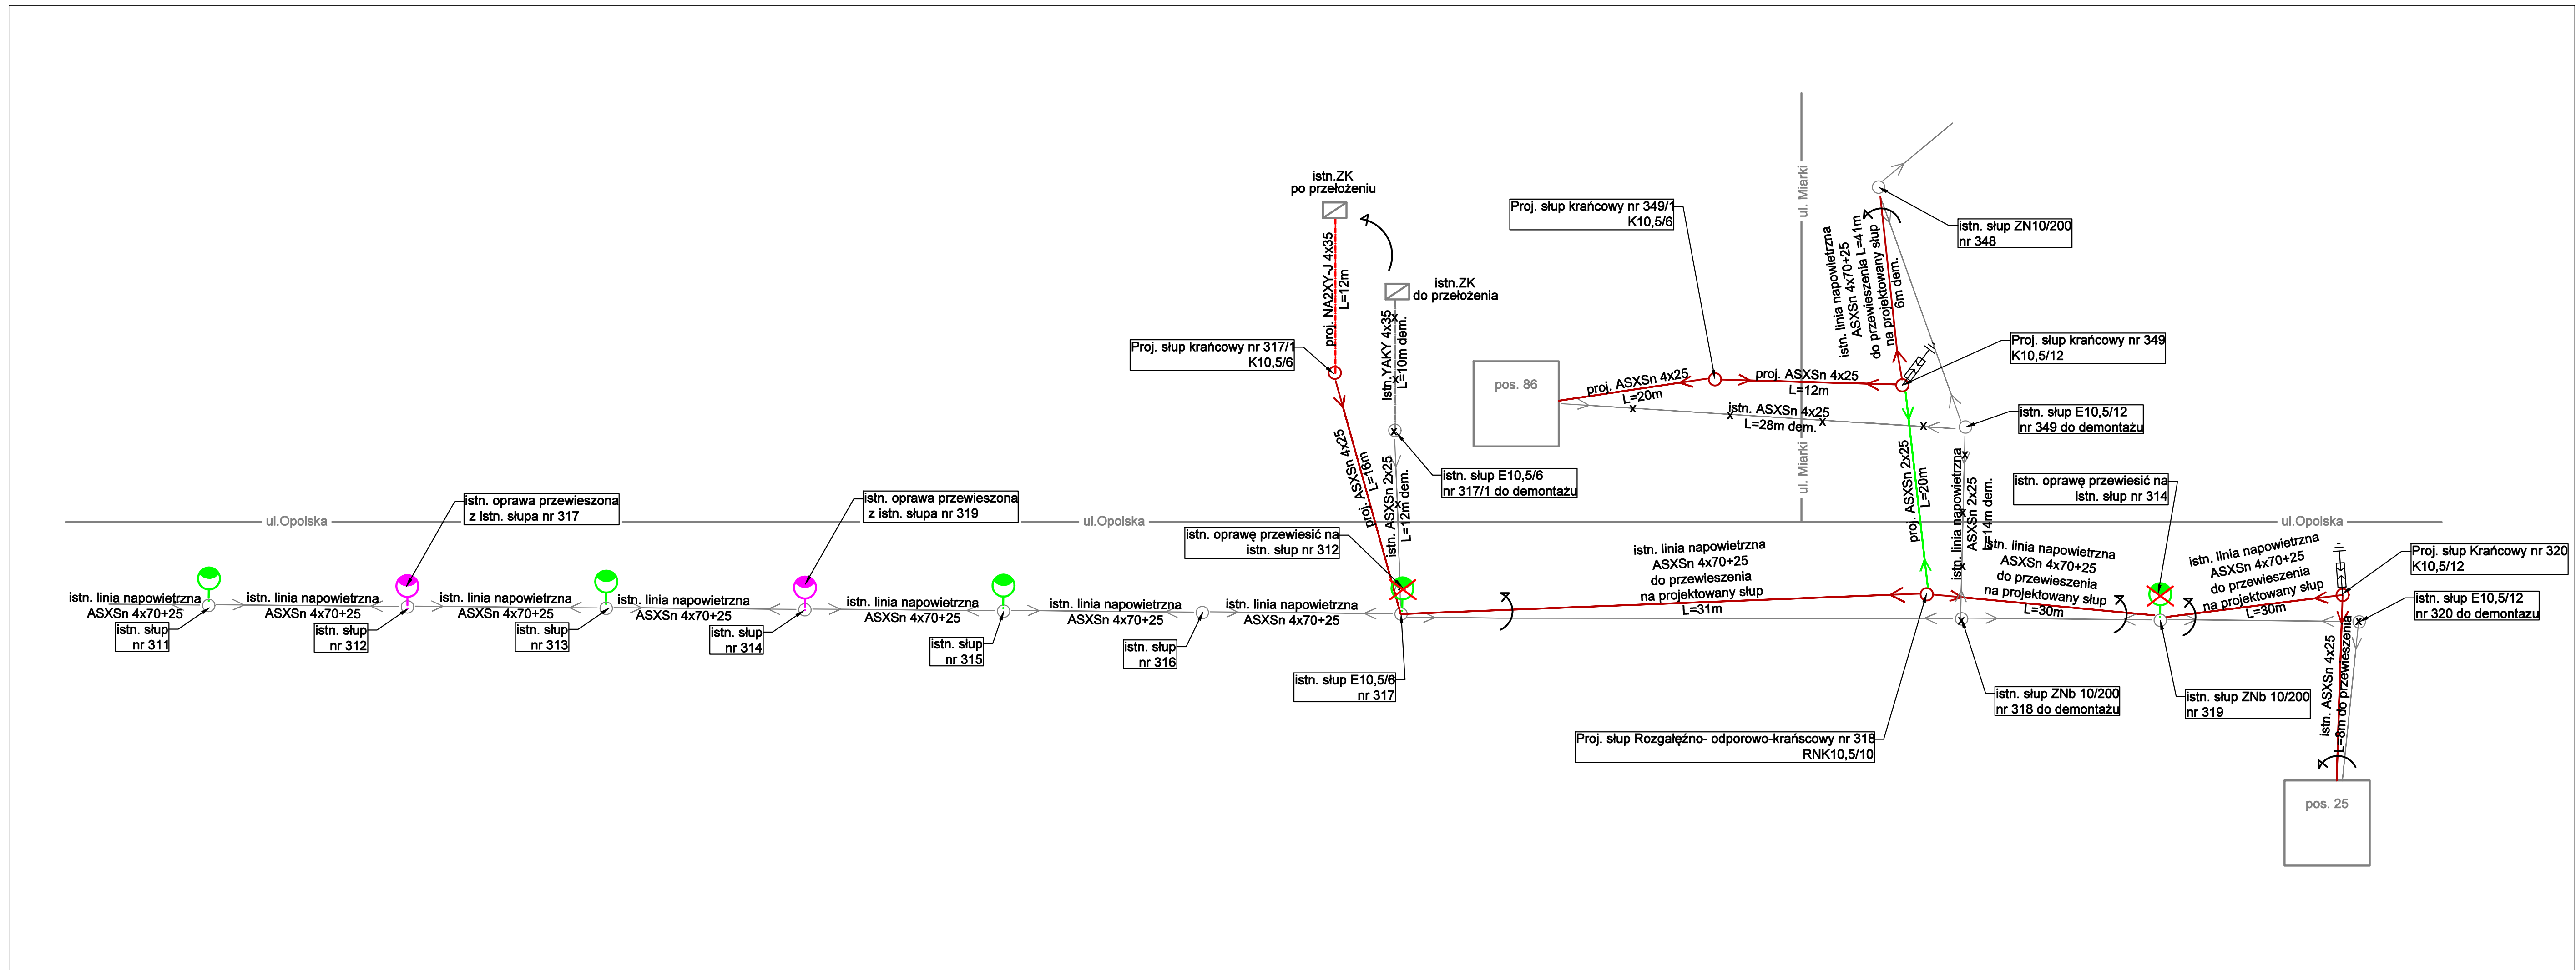 istn.ZK
po przełożeniu
proj. NA2XY-J 4x35
L=12m
istn.ZK
do przełożenia
istn.YAKY 4x35
L=10m dem.
Proj. słup krańcowy nr 317/1
K10,5/6
proj. ASXSn 4x25
L=16m
istn. ASXSn 2x25
L=12m dem.
istn. słup E10,5/6
nr 317/1 do demontażu
Proj. słup krańcowy nr 349/1
K10,5/6
ul. Miarki
ul. Miarki
istn. linia napowietrzna
ASXSn 4x70+25
do przewieszenia L=41m
na projektowany słup
6m dem.
istn. słup ZN10/200
nr 348
Proj. słup krańcowy nr 349
K10,5/12
pos. 86
proj. ASXSn 4x25
L=20m
proj. ASXSn 4x25
L=12m
istn. ASXSn 4x25
L=28m dem.
istn. słup E10,5/12
nr 349 do demontażu
proj. ASXSn 2x25
L=20m
istn. linia napowietrzna
ASXSn 2x25
L=14m dem.
istn. oprawę przewiesić na
istn. słup nr 314
istn. oprawa przewieszona
z istn. słupa nr 317
istn. oprawa przewieszona
z istn. słupa nr 319
ul.Opolska
ul.Opolska
ul.Opolska
istn. oprawę przewiesić na
istn. słup nr 312
istn. linia napowietrzna
ASXSn 4x70+25
istn. linia napowietrzna
ASXSn 4x70+25
istn. linia napowietrzna
ASXSn 4x70+25
istn. linia napowietrzna
ASXSn 4x70+25
istn. linia napowietrzna
ASXSn 4x70+25
istn. linia napowietrzna
ASXSn 4x70+25
istn. linia napowietrzna
ASXSn 4x70+25
istn. linia napowietrzna
ASXSn 4x70+25
do przewieszenia
na projektowany słup
L=31m
istn. linia napowietrzna
ASXSn 4x70+25
do przewieszenia
na projektowany słup
L=30m
istn. linia napowietrzna
ASXSn 4x70+25
do przewieszenia
na projektowany słup
L=30m
Proj. słup Krańcowy nr 320
K10,5/12
istn. słup E10,5/12
nr 320 do demontazu
istn. słup
nr 311
istn. słup
nr 312
istn. słup
nr 313
istn. słup
nr 314
istn. słup
nr 315
istn. słup
nr 316
istn. słup E10,5/6
nr 317
Proj. słup Rozgałęźno- odporowo-krańscowy nr 318
RNK10,5/10
istn. słup ZNb 10/200
nr 318 do demontażu
istn. słup ZNb 10/200
nr 319
istn. ASXSn 4x25
L=8m do przewieszenia
pos. 25